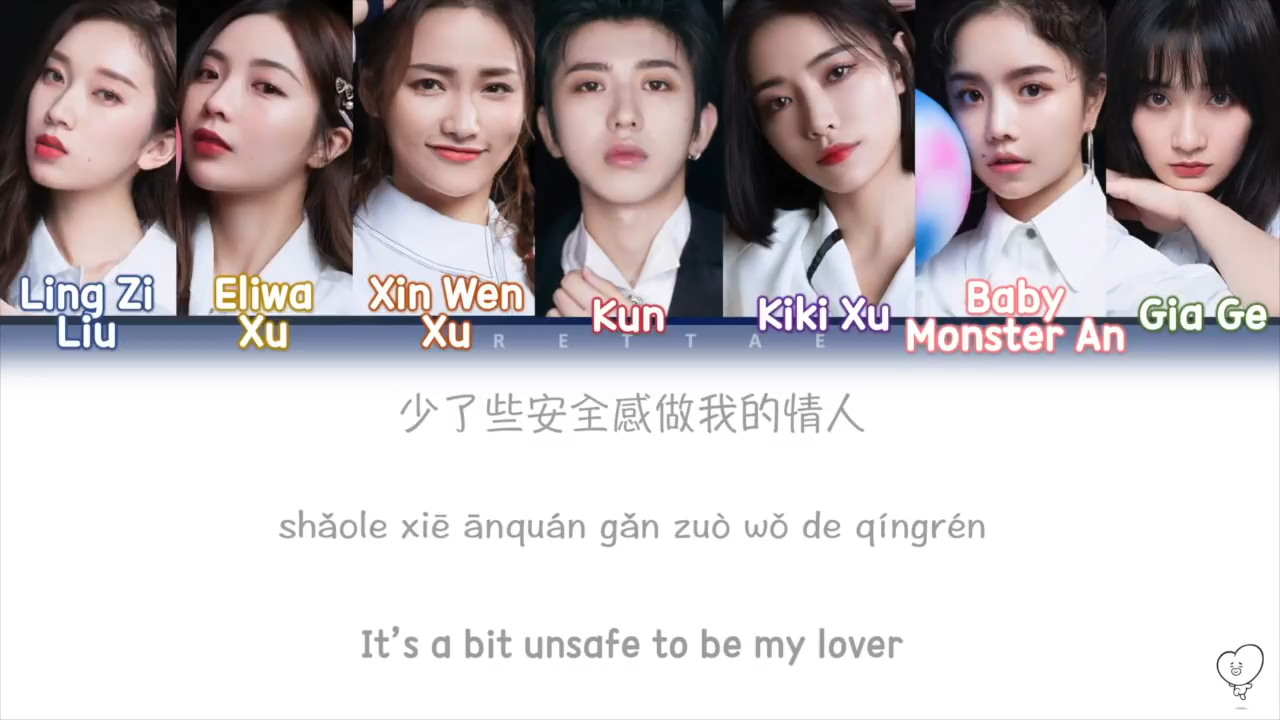 Ling Zi
Liu
Eliwa
Xu
Xin Wen
Xu
Kun
Kiki Xu
Baby
Monster An
Gia Ge
RETTAE
少了些安全感做我的情人
shǎole xiē ānquán gǎn zuò wǒ de qíngrén
It's a bit unsafe to be my lover